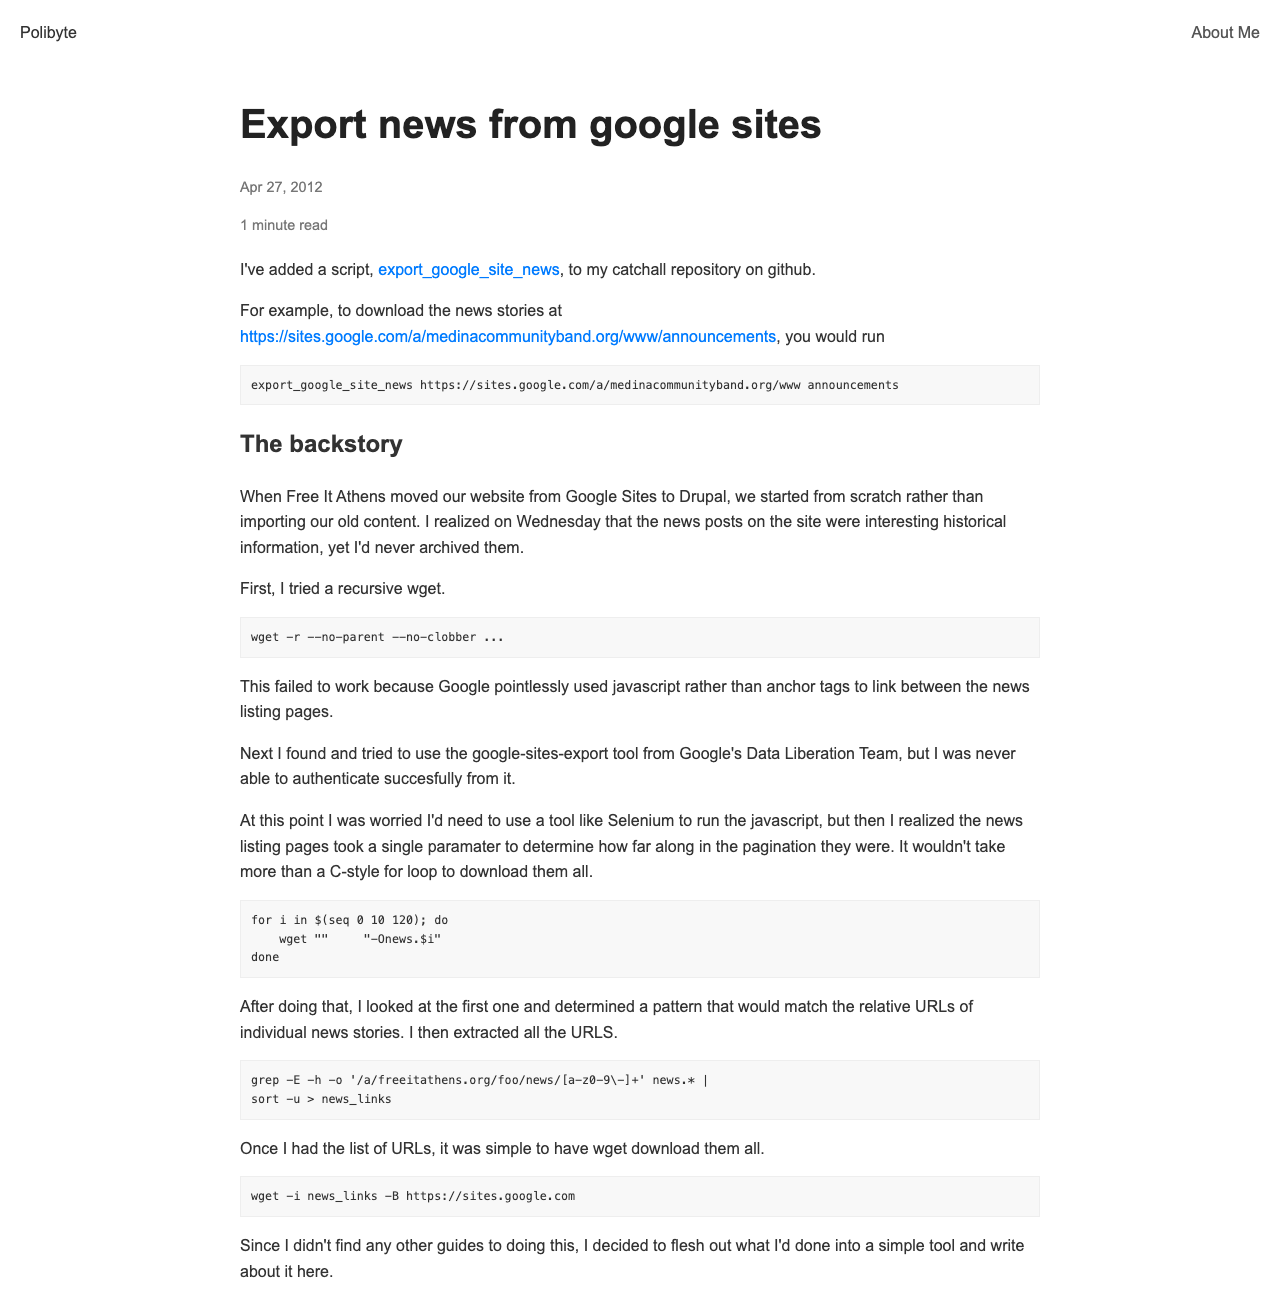 Polibyte
About Me
Export news from google sites
Apr 27, 2012
1 minute read
I've added a script, export_google_site_news, to my catchall repository on github.
For example, to download the news stories at
https://sites.google.com/a/medinacommunityband.org/www/announcements, you would run
export_google_site_news https://sites.google.com/a/medinacommunityband.org/www announcements
The backstory
When Free It Athens moved our website from Google Sites to Drupal, we started from scratch rather than
importing our old content. I realized on Wednesday that the news posts on the site were interesting historical
information, yet I'd never archived them.
First, I tried a recursive wget.
wget -r --no-parent --no-clobber ...
This failed to work because Google pointlessly used javascript rather than anchor tags to link between the news
listing pages.
Next I found and tried to use the google-sites-export tool from Google's Data Liberation Team, but I was never
able to authenticate succesfully from it.
At this point I was worried I'd need to use a tool like Selenium to run the javascript, but then I realized the news
listing pages took a single paramater to determine how far along in the pagination they were. It wouldn't take
more than a C-style for loop to download them all.
for i in $(seq 0 10 120); do
    wget ""     "-Onews.$i"
done
After doing that, I looked at the first one and determined a pattern that would match the relative URLs of
individual news stories. I then extracted all the URLS.
grep -E -h -o '/a/freeitathens.org/foo/news/[a-z0-9\-]+' news.* |
sort -u > news_links
Once I had the list of URLs, it was simple to have wget download them all.
wget -i news_links -B https://sites.google.com
Since I didn't find any other guides to doing this, I decided to flesh out what I'd done into a simple tool and write
about it here.